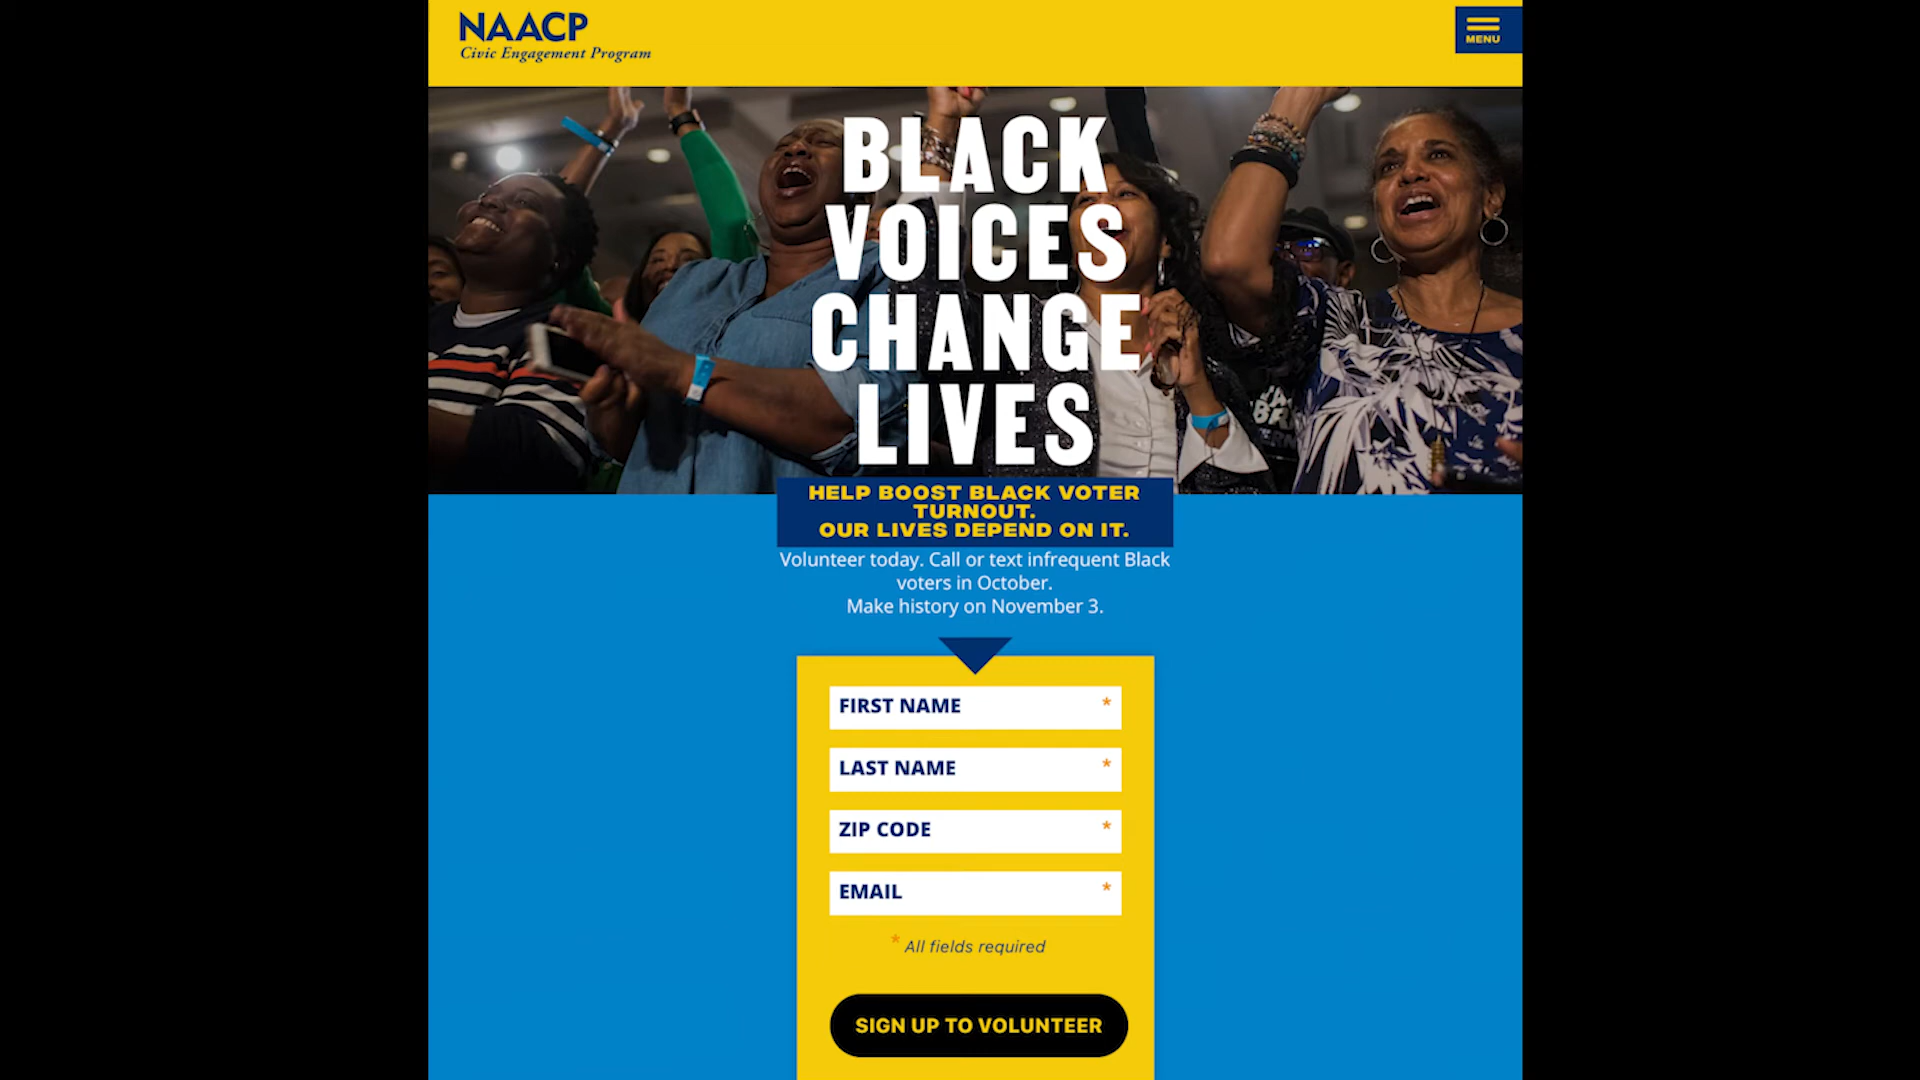 NAACP
Civic Engagement Program
MENU
BLACK
VOICES
CHANGE
LIVES
HELP BOOST BLACK VOTER
TURNOUT.
OUR LIVES DEPEND ON IT.
Volunteer today. Call or text infrequent Black
voters in October.
Make history on November 3.
FIRST NAME *
LAST NAME *
ZIP CODE *
EMAIL *
* All fields required
SIGN UP TO VOLUNTEER